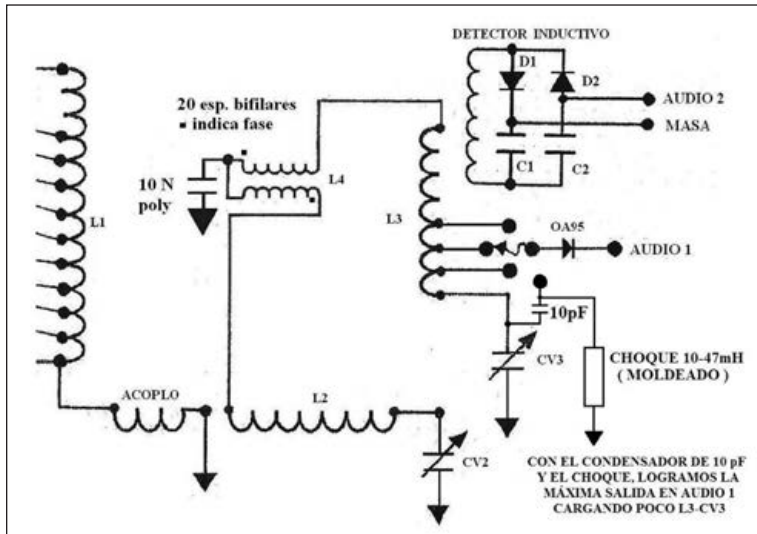 DETECTOR INDUCTIVO
D1
D2
AUDIO 2
MASA
C1
C2
20 esp. bifilares
▪ indica fase
L4
10 N
poly
L1
L3
OA95
AUDIO 1
10pF
CV3
CHOQUE 10-47mH
( MOLDEADO )
ACOPLO
L2
CV2
CON EL CONDENSADOR DE 10 pF
Y EL CHOQUE, LOGRAMOS LA
MÁXIMA SALIDA EN AUDIO 1
CARGANDO POCO L3-CV3